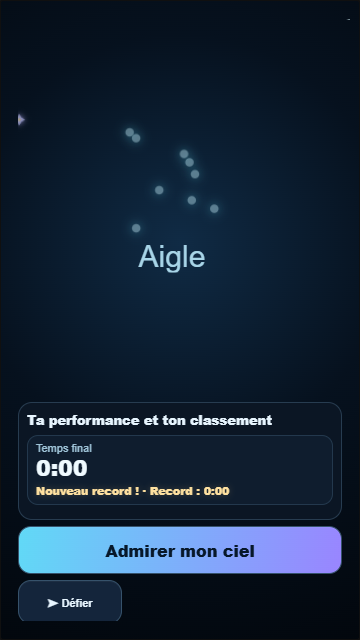 Aigle
Ta performance et ton classement
Temps final
0:00
Nouveau record ! · Record : 0:00
Admirer mon ciel
➤ Défier